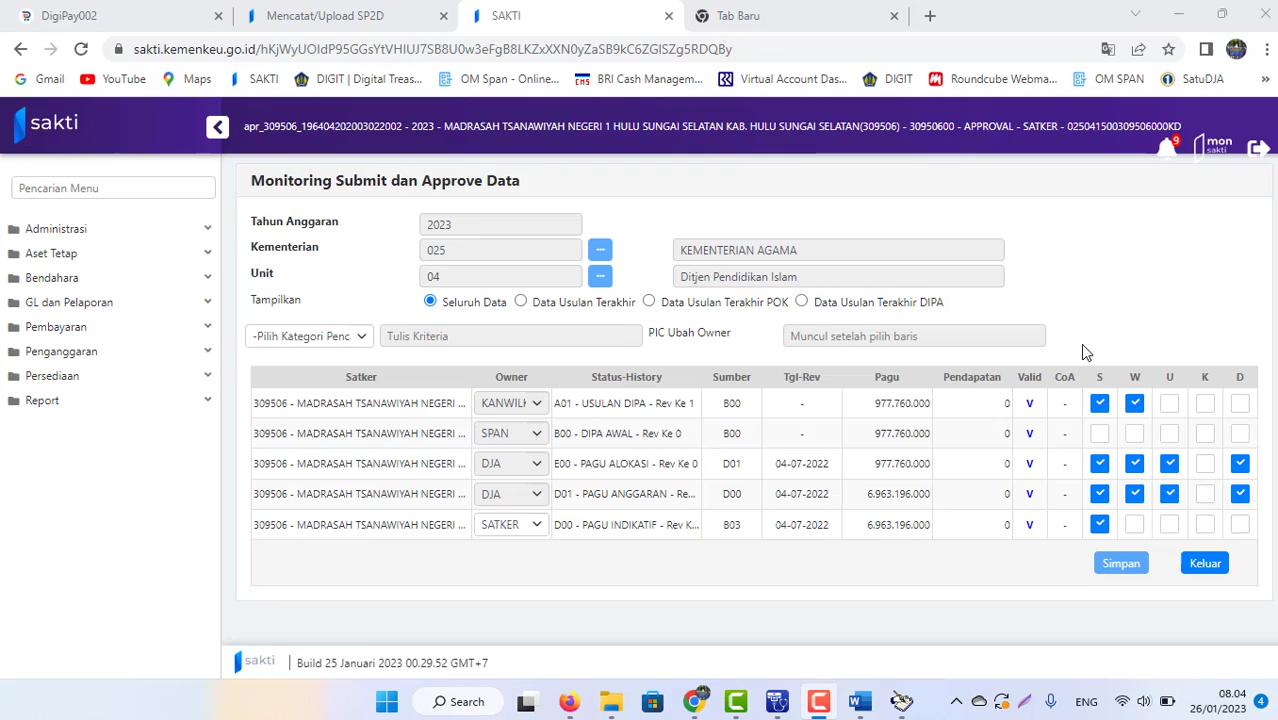 DigiPay002
Mencatat/Upload SP2D
SAKTI
Tab Baru
sakti.kemenkeu.go.id/hKjWyUOIdP95GGsYtVHIUJ7SB8U0w3eFgB8LKZxXXN0yZaSB9kC6ZGISZg5RDQBy
Gmail YouTube Maps SAKTI DIGIT | Digital Treas... OM Span - Online... BRI Cash Managem... Virtual Account Das... DIGIT Roundcube Webma... OM SPAN SatuDJA »
sakti
apr_309506_196404202003022002 - 2023 - MADRASAH TSANAWIYAH NEGERI 1 HULU SUNGAI SELATAN KAB. HULU SUNGAI SELATAN(309506) - 30950600 - APPROVAL - SATKER - 025041500309506000KD
9
mon sakti
Pencarian Menu
Administrasi
Aset Tetap
Bendahara
GL dan Pelaporan
Pembayaran
Penganggaran
Persediaan
Report
Monitoring Submit dan Approve Data
Tahun Anggaran 2023
Kementerian 025 ... KEMENTERIAN AGAMA
Unit 04 ... Ditjen Pendidikan Islam
Tampilkan Seluruh Data Data Usulan Terakhir Data Usulan Terakhir POK Data Usulan Terakhir DIPA
-Pilih Kategori Penc Tulis Kriteria PIC Ubah Owner Muncul setelah pilih baris
Satker Owner Status-History Sumber Tgl-Rev Pagu Pendapatan Valid CoA S W U K D
309506 - MADRASAH TSANAWIYAH NEGERI ... KANWILK A01 - USULAN DIPA - Rev Ke 1 B00 - 977.760.000 0 V -
309506 - MADRASAH TSANAWIYAH NEGERI ... SPAN B00 - DIPA AWAL - Rev Ke 0 B00 - 977.760.000 0 V -
309506 - MADRASAH TSANAWIYAH NEGERI ... DJA E00 - PAGU ALOKASI - Rev Ke 0 D01 04-07-2022 977.760.000 0 V -
309506 - MADRASAH TSANAWIYAH NEGERI ... DJA D01 - PAGU ANGGARAN - Re... D00 04-07-2022 6.963.196.000 0 V -
309506 - MADRASAH TSANAWIYAH NEGERI ... SATKER D00 - PAGU INDIKATIF - Rev K... B03 04-07-2022 6.963.196.000 0 V -
Simpan Keluar
sakti | Build 25 Januari 2023 00.29.52 GMT+7
Search
ENG
08.04
26/01/2023
4